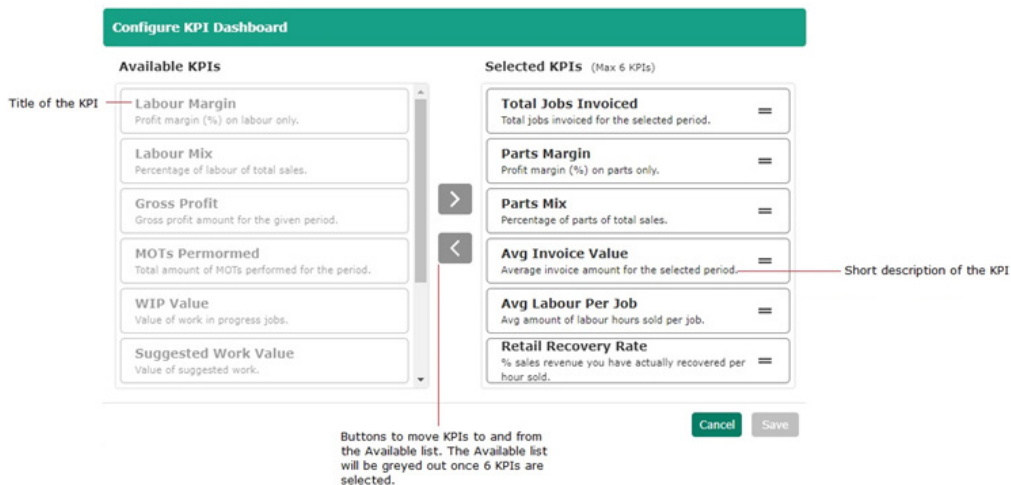 Configure KPI Dashboard
Available KPIs
Selected KPIs (Max 6 KPIs)
Title of the KPI
Labour Margin
Profit margin (%) on labour only.
Labour Mix
Percentage of labour of total sales.
Gross Profit
Gross profit amount for the given period.
MOTs Permormed
Total amount of MOTs performed for the period.
WIP Value
Value of work in progress jobs.
Suggested Work Value
Value of suggested work.
Total Jobs Invoiced
Total jobs invoiced for the selected period.
Parts Margin
Profit margin (%) on parts only.
Parts Mix
Percentage of parts of total sales.
Avg Invoice Value
Average invoice amount for the selected period.
Short description of the KPI
Avg Labour Per Job
Avg amount of labour hours sold per job.
Retail Recovery Rate
% sales revenue you have actually recovered per
hour sold.
Cancel
Save
Buttons to move KPIs to and from
the Available list. The Available list
will be greyed out once 6 KPIs are
selected.